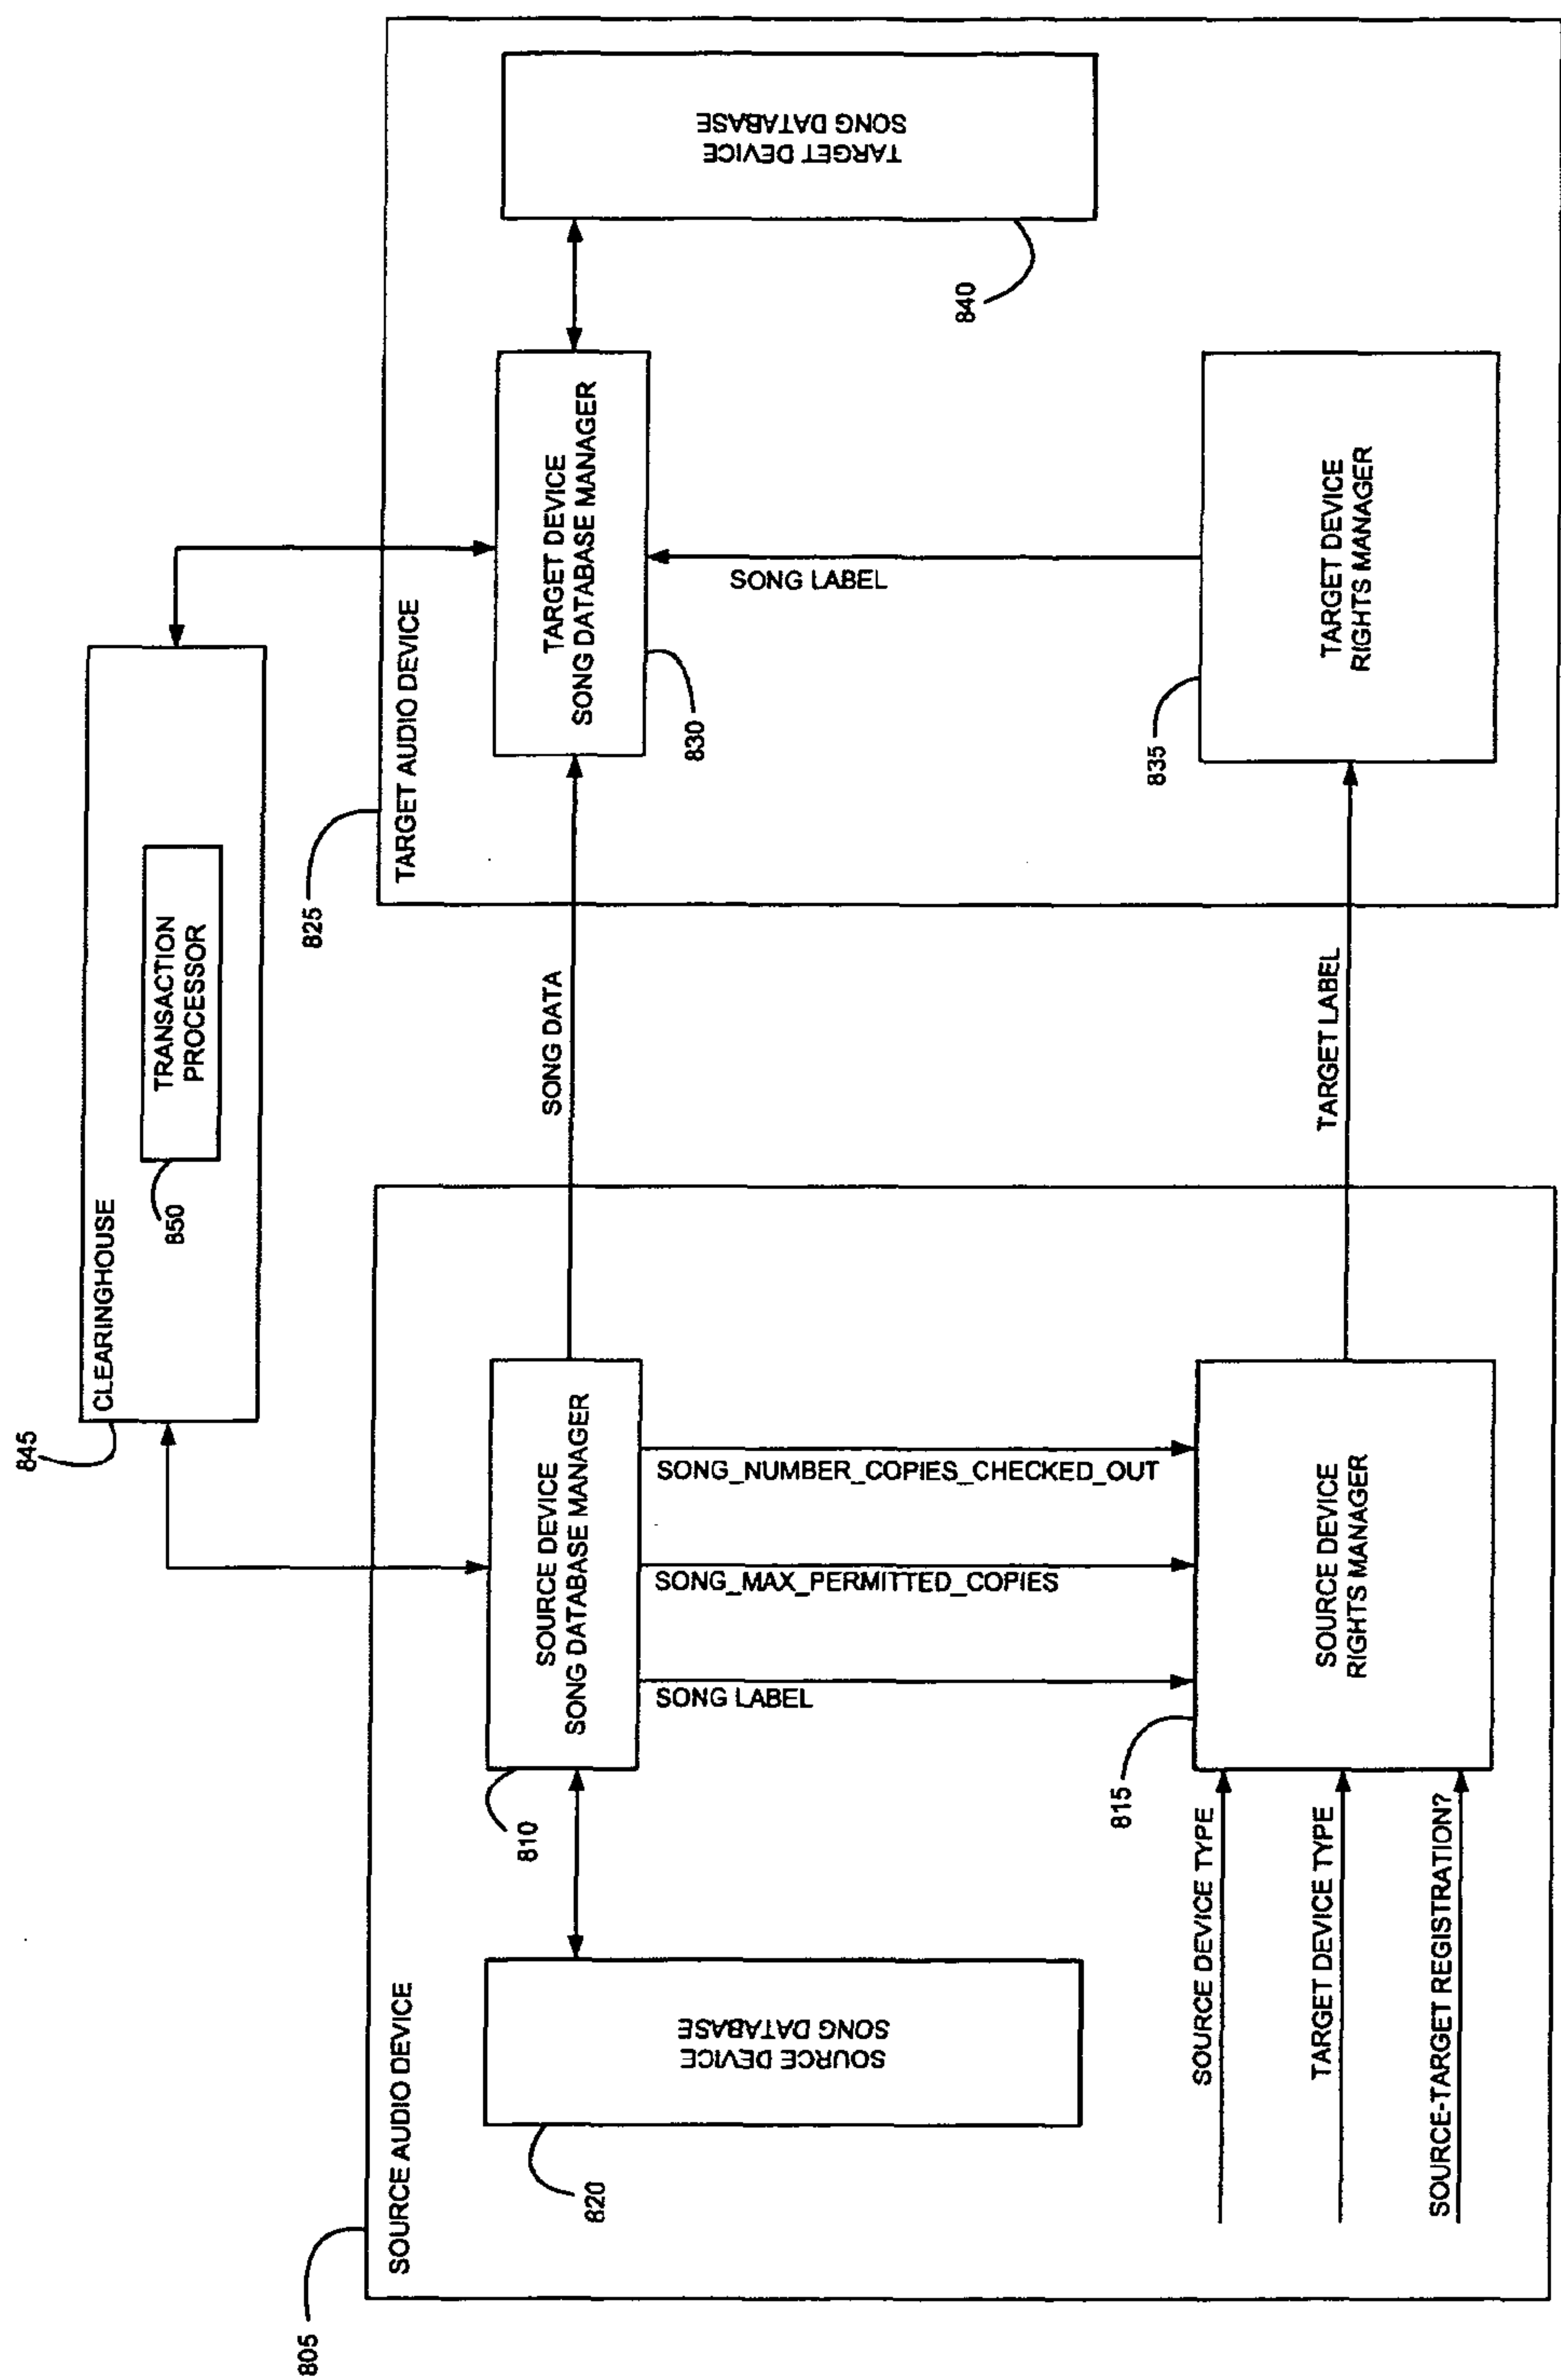 845
CLEARINGHOUSE
850
TRANSACTION
PROCESSOR
805
SOURCE AUDIO DEVICE
820
SOURCE DEVICE
SONG DATABASE
810
SOURCE DEVICE
SONG DATABASE MANAGER
SONG LABEL
SONG_MAX_PERMITTED_COPIES
SONG_NUMBER_COPIES_CHECKED_OUT
SOURCE DEVICE TYPE
TARGET DEVICE TYPE
SOURCE-TARGET REGISTRATION?
815
SOURCE DEVICE
RIGHTS MANAGER
SONG DATA
TARGET LABEL
825
TARGET AUDIO DEVICE
TARGET DEVICE
SONG DATABASE MANAGER
830
SONG LABEL
835
TARGET DEVICE
RIGHTS MANAGER
840
TARGET DEVICE
SONG DATABASE